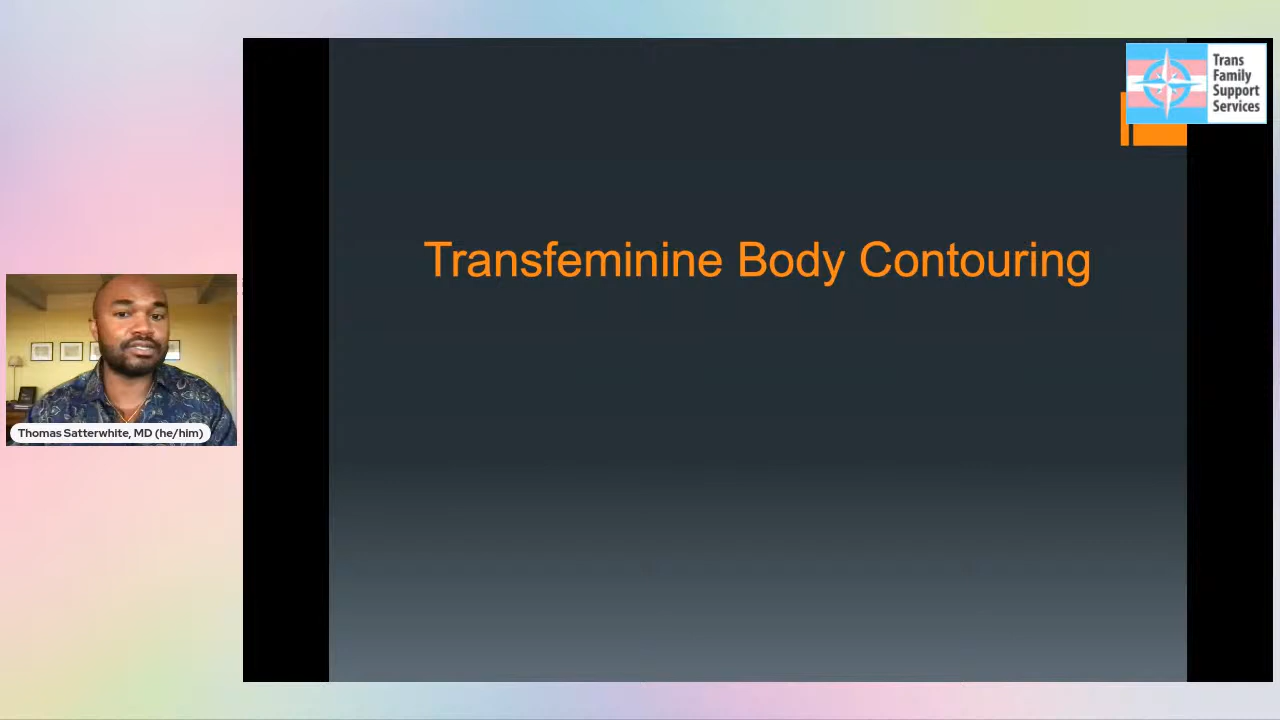 Trans
Family
Support
Services
Transfeminine Body Contouring
Thomas Satterwhite, MD (he/him)